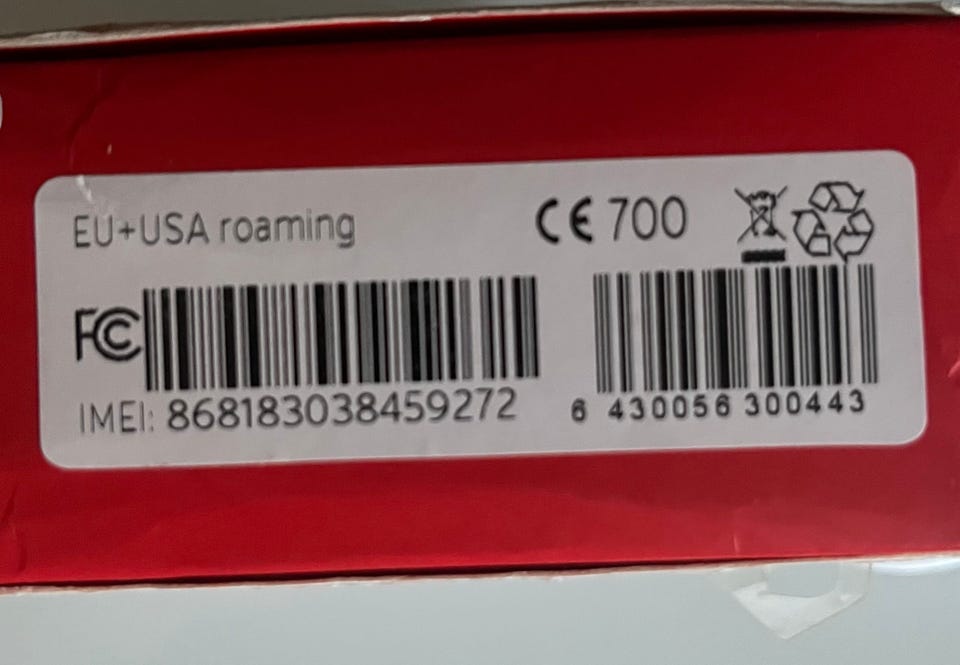 EU+USA roaming
CE 700
FC
IMEI: 868183038459272
6 430056 300443